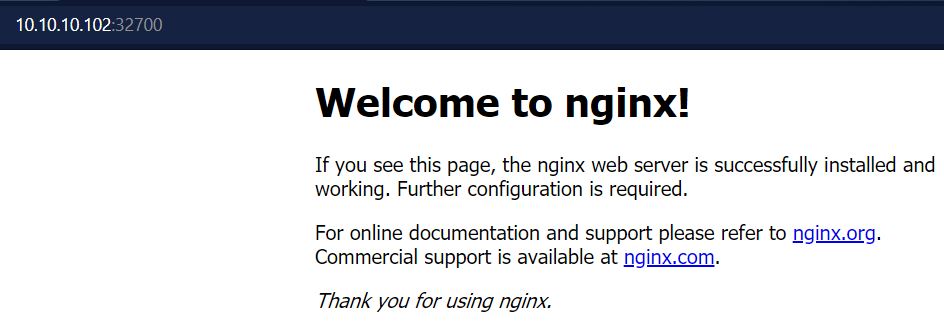 10.10.10.102:32700
Welcome to nginx!
If you see this page, the nginx web server is successfully installed and
working. Further configuration is required.
For online documentation and support please refer to nginx.org.
Commercial support is available at nginx.com.
Thank you for using nginx.